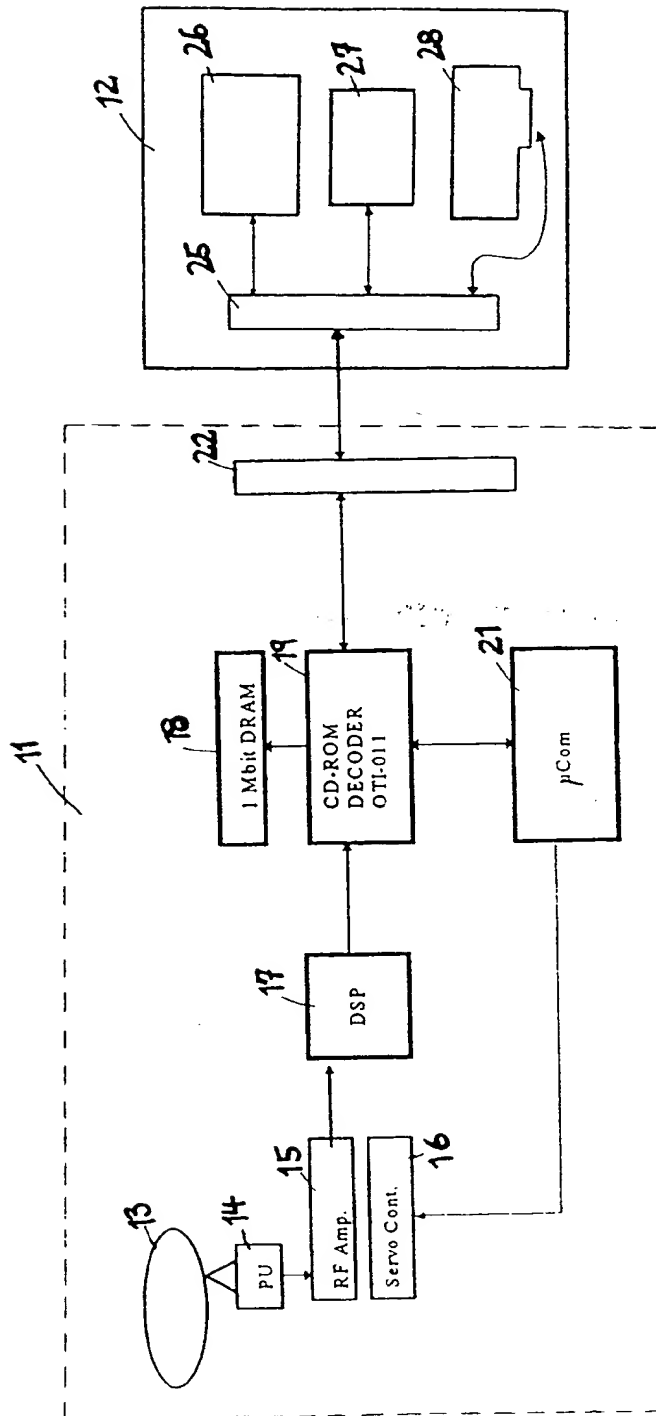 11
12
13
14
PU
15
RF Amp.
16
Servo Cont.
17
DSP
18
1 Mbit DRAM
19
CD-ROM
DECODER
OTI-011
21
µCom
22
25
26
27
28